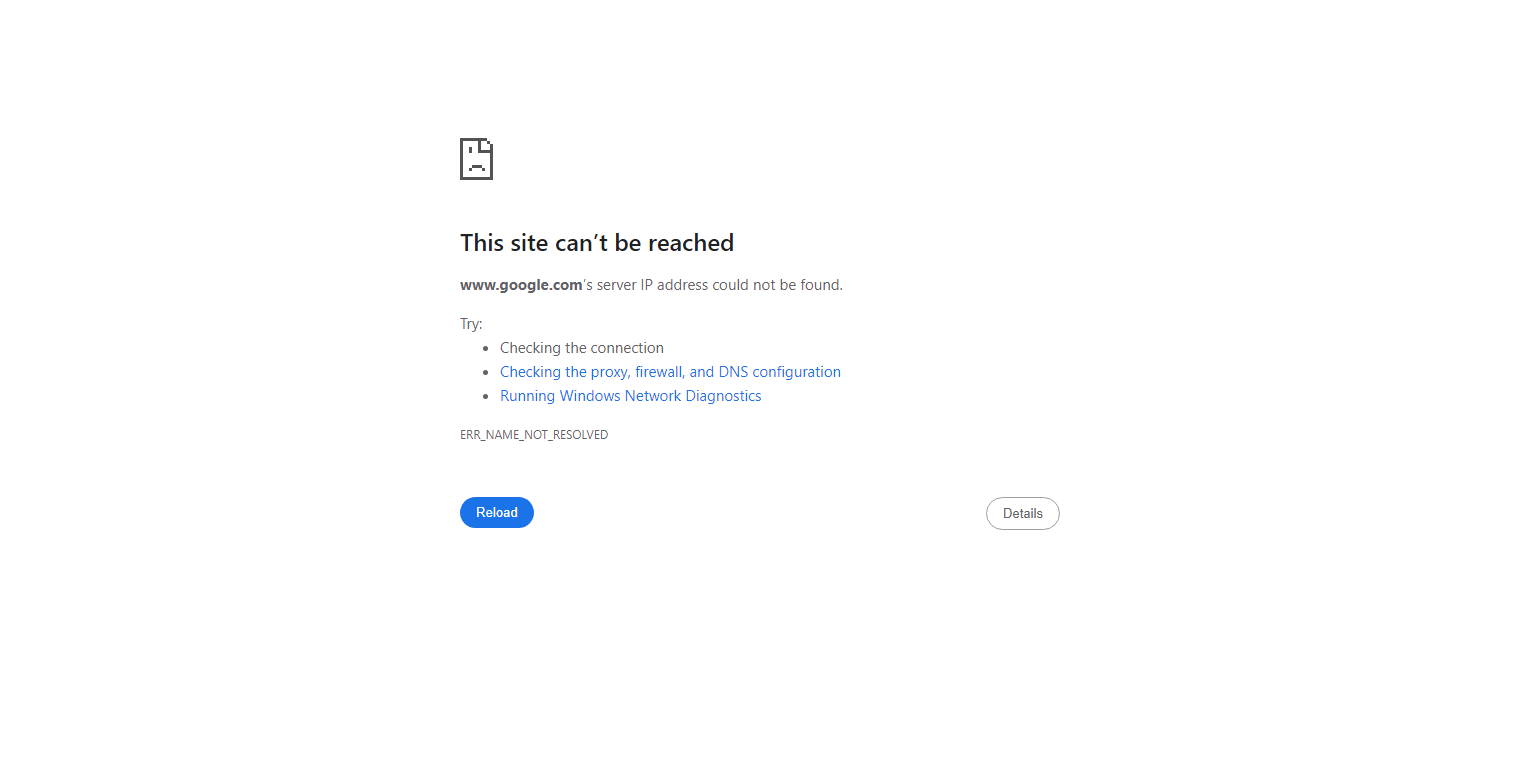 This site can’t be reached
www.google.com’s server IP address could not be found.
Try:
Checking the connection
Checking the proxy, firewall, and DNS configuration
Running Windows Network Diagnostics
ERR_NAME_NOT_RESOLVED
Reload
Details